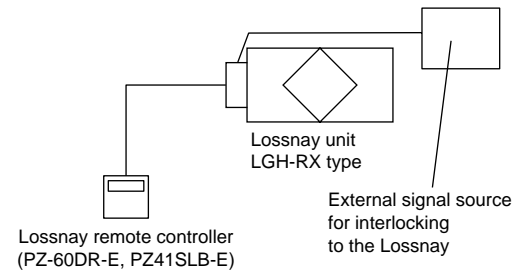 Lossnay unit
LGH-RX type
External signal source
for interlocking
to the Lossnay
Lossnay remote controller
(PZ-60DR-E, PZ41SLB-E)